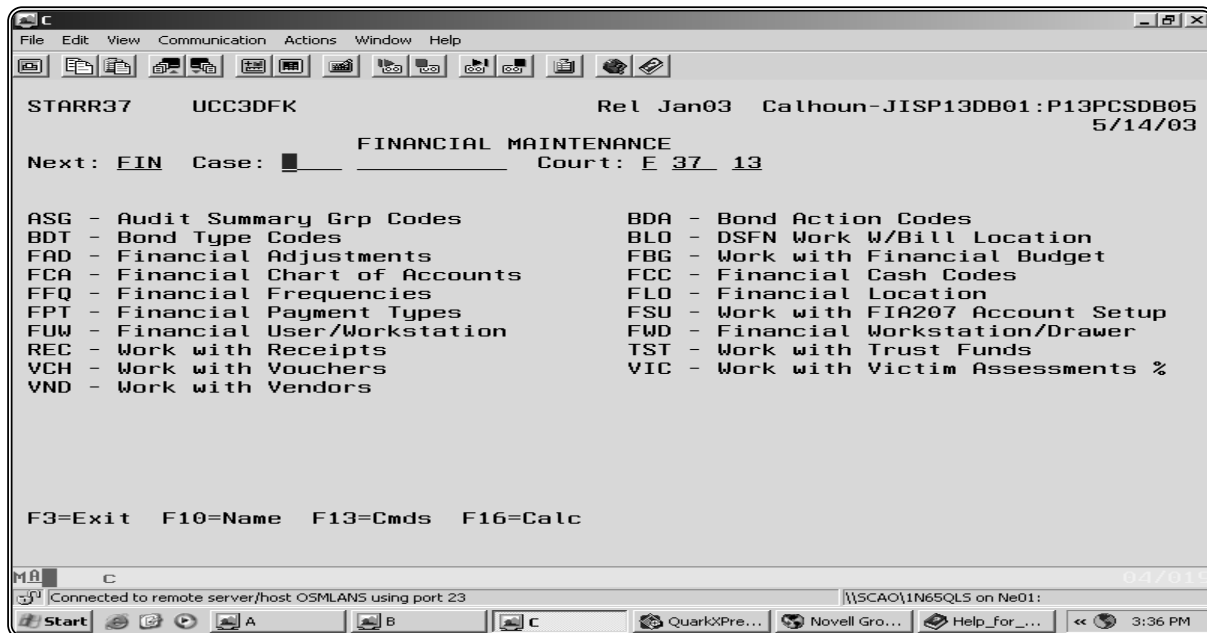 C
File Edit View Communication Actions Window Help
STARR37 UCC3DFK Rel Jan03 Calhoun-JISP13DB01:P13PCSDB05
5/14/03
FINANCIAL MAINTENANCE
Next: FIN Case: Court: E 37 13
ASG - Audit Summary Grp Codes BDA - Bond Action Codes
BDT - Bond Type Codes BLO - DSFN Work W/Bill Location
FAD - Financial Adjustments FBG - Work with Financial Budget
FCA - Financial Chart of Accounts FCC - Financial Cash Codes
FFQ - Financial Frequencies FLO - Financial Location
FPT - Financial Payment Types FSU - Work with FIA207 Account Setup
FUW - Financial User/Workstation FWD - Financial Workstation/Drawer
REC - Work with Receipts TST - Work with Trust Funds
VCH - Work with Vouchers VIC - Work with Victim Assessments %
VND - Work with Vendors
F3=Exit F10=Name F13=Cmds F16=Calc
MA C 04/019
Connected to remote server/host OSMLANS using port 23 \\SCAO\1N65QLS on Ne01:
Start A B C QuarkXPre... Novell Gro... Help_for_... « 3:36 PM